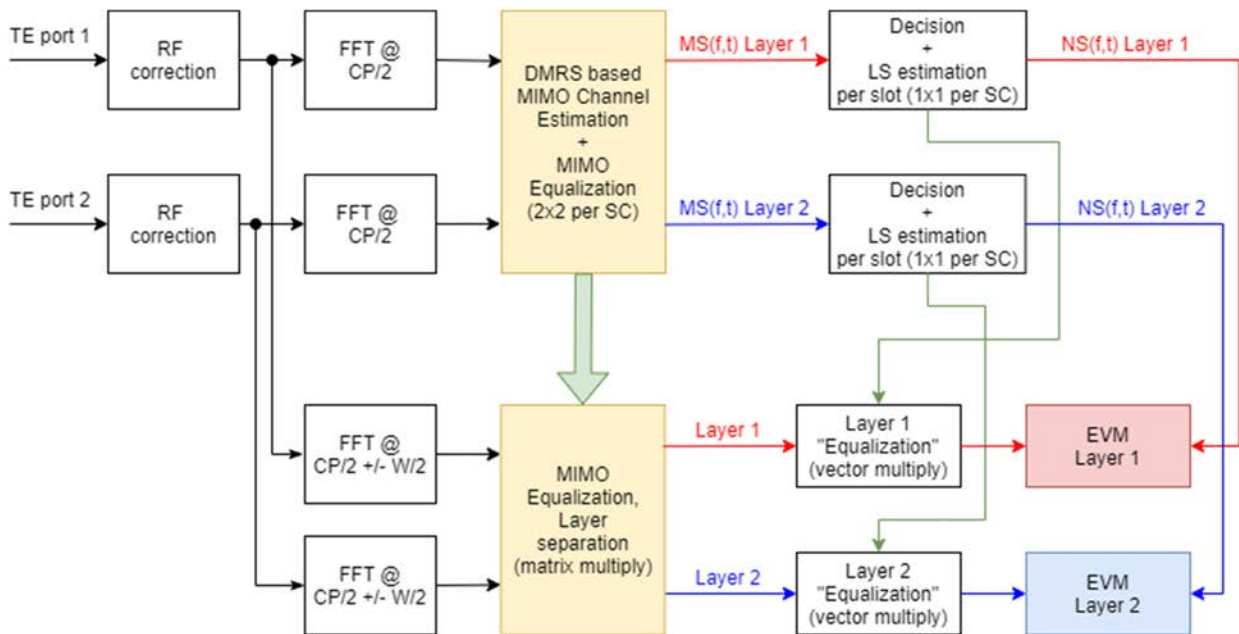 TE port 1
RF
correction
FFT @
CP/2
DMRS based
MIMO Channel
Estimation
+
MIMO
Equalization
(2x2 per SC)
MS(f,t) Layer 1
Decision
+
LS estimation
per slot (1x1 per SC)
NS(f,t) Layer 1
TE port 2
RF
correction
FFT @
CP/2
MS(f,t) Layer 2
Decision
+
LS estimation
per slot (1x1 per SC)
NS(f,t) Layer 2
FFT @
CP/2 +/- W/2
MIMO
Equalization,
Layer
separation
(matrix multiply)
Layer 1
Layer 1
"Equalization"
(vector multiply)
EVM
Layer 1
FFT @
CP/2 +/- W/2
Layer 2
Layer 2
"Equalization"
(vector multiply)
EVM
Layer 2